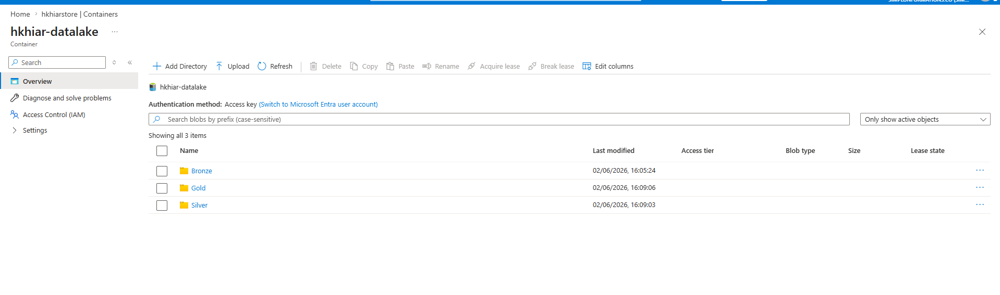 SIMPLONFORMATIONS.CO (SIM...
Home > hkhiarstore | Containers
hkhiar-datalake ...
Container
Search
Overview
Diagnose and solve problems
Access Control (IAM)
Settings
Add Directory Upload Refresh Delete Copy Paste Rename Acquire lease Break lease Edit columns
hkhiar-datalake
Authentication method: Access key (Switch to Microsoft Entra user account)
Search blobs by prefix (case-sensitive) Only show active objects
Showing all 3 items
Name Last modified Access tier Blob type Size Lease state
Bronze 02/06/2026, 16:05:24 ...
Gold 02/06/2026, 16:09:06 ...
Silver 02/06/2026, 16:09:03 ...